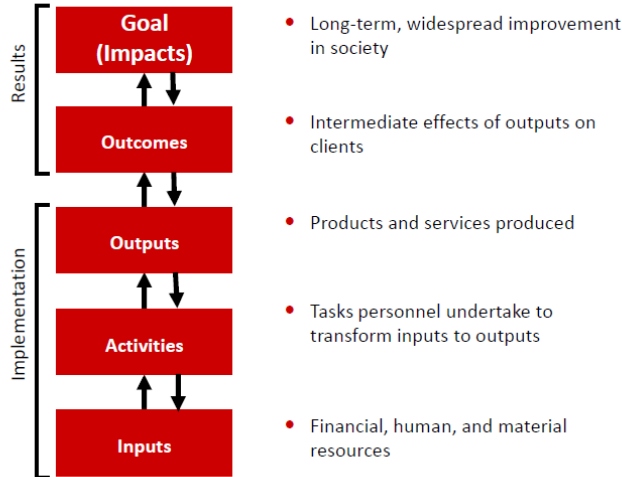 Results
Goal
(Impacts)
• Long-term, widespread improvement
in society
Outcomes
• Intermediate effects of outputs on
clients
Implementation
Outputs
• Products and services produced
Activities
• Tasks personnel undertake to
transform inputs to outputs
Inputs
• Financial, human, and material
resources